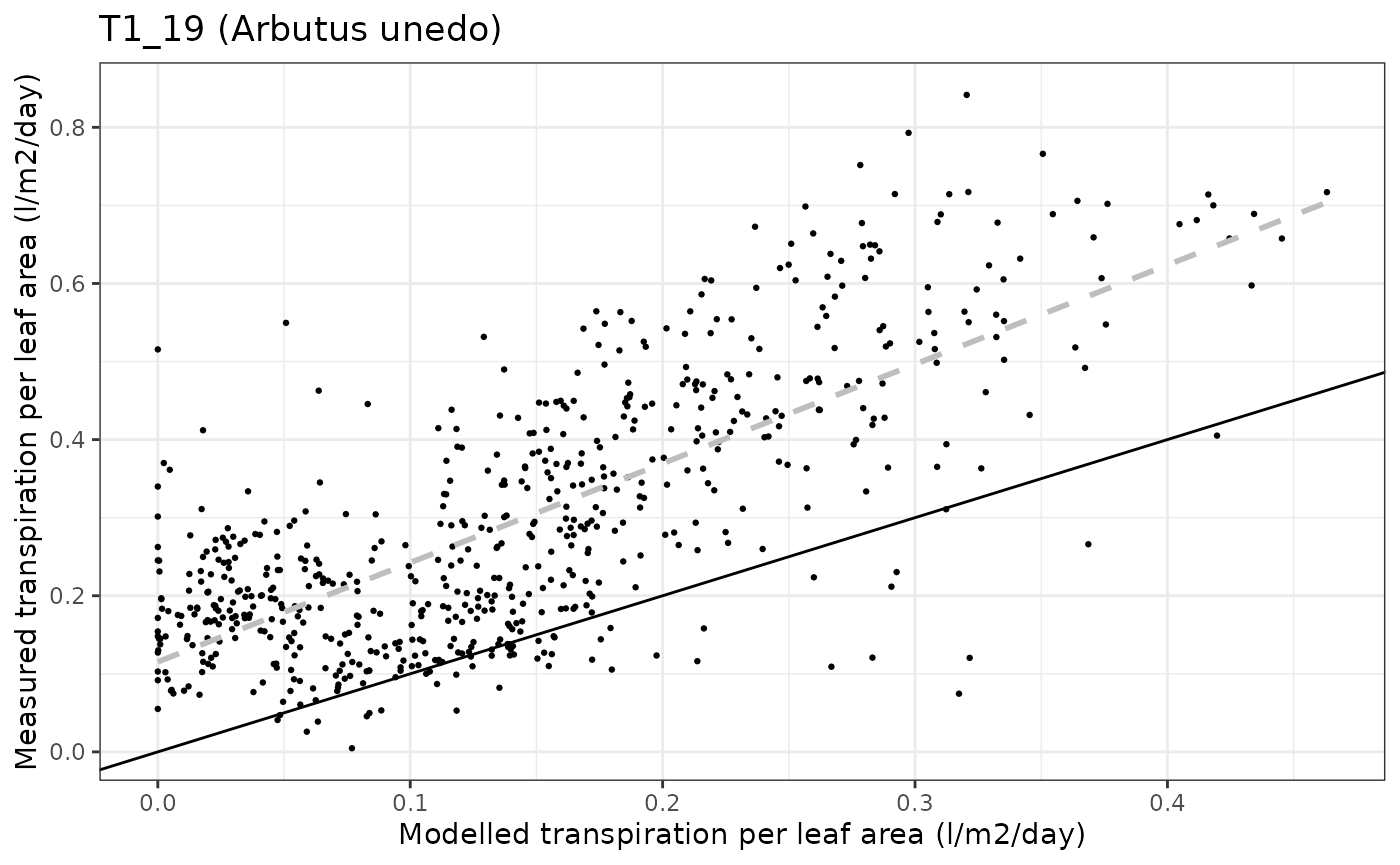 T1_19 (Arbutus unedo)
Measured transpiration per leaf area (l/m2/day)
0.8
0.6
0.4
0.2
0.0
0.0 0.1 0.2 0.3 0.4
Modelled transpiration per leaf area (l/m2/day)